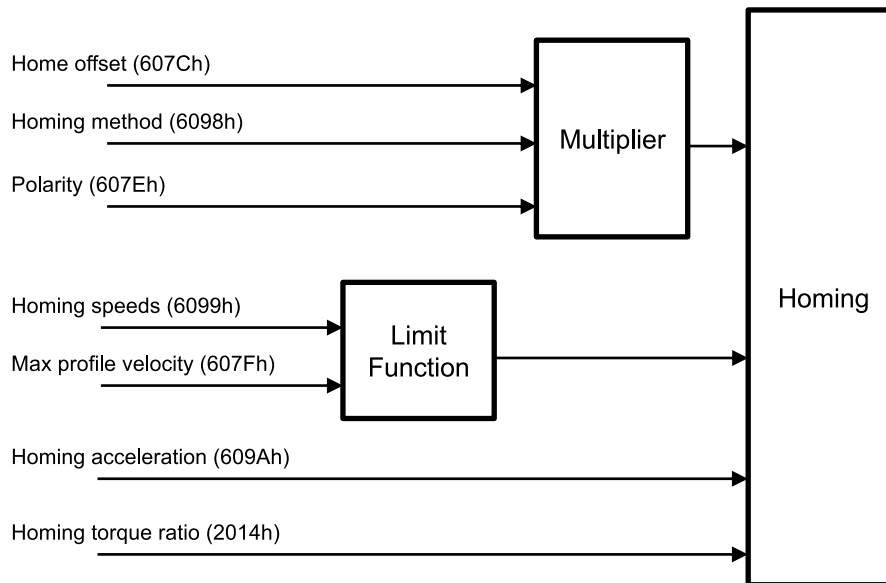 Home offset (607Ch)
Homing method (6098h)
Polarity (607Eh)
Multiplier
Homing speeds (6099h)
Max profile velocity (607Fh)
Limit
Function
Homing
Homing acceleration (609Ah)
Homing torque ratio (2014h)